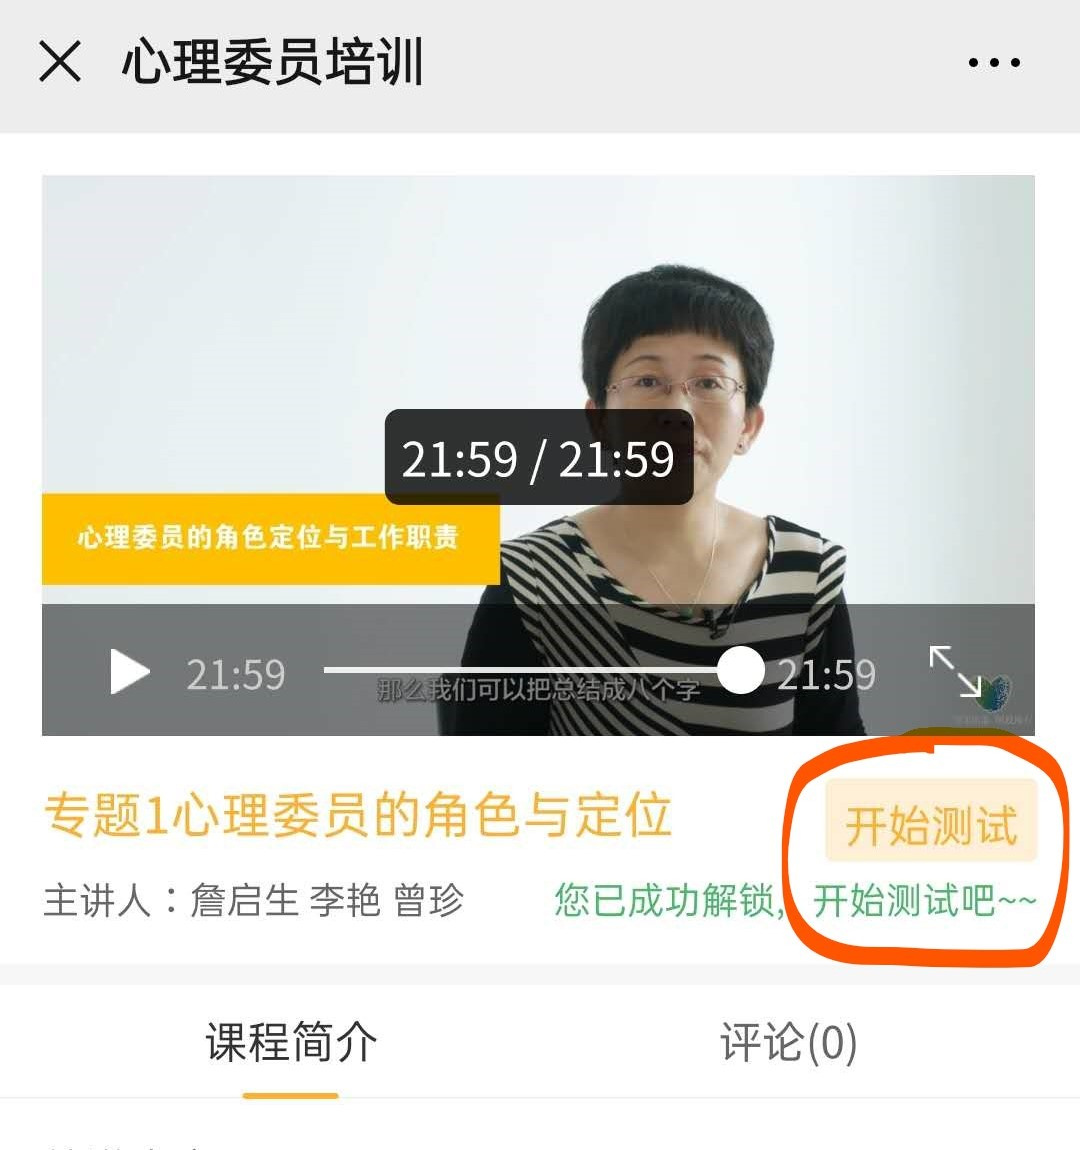 心理委员培训
21:59 / 21:59
心理委员的角色定位与工作职责
21:59
21:59
那么我们可以把总结成八个字
专题1心理委员的角色与定位
开始测试
主讲人：詹启生 李艳 曾珍
您已成功解锁, 开始测试吧~~
课程简介
评论(0)